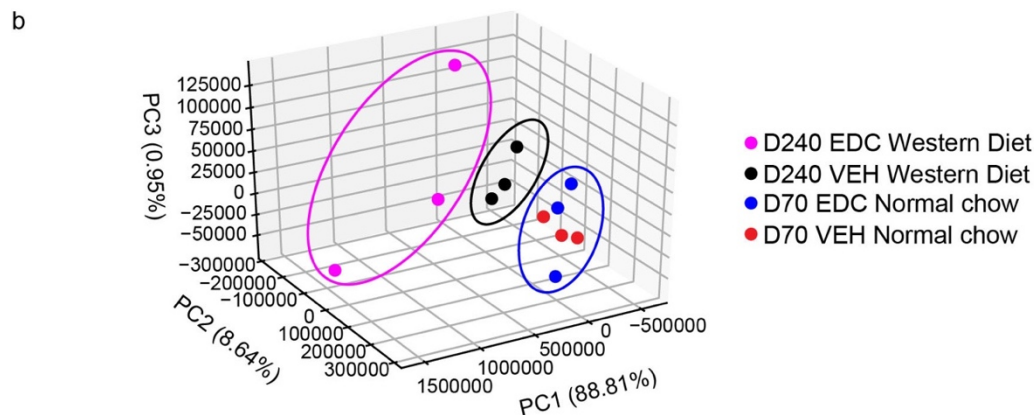 b
PC3 (0.95%)
125000
100000
75000
50000
25000
0
−25000
−50000
−300000
−200000
−100000
0
100000
200000
300000
PC2 (8.64%)
1500000
1000000
500000
0
−500000
PC1 (88.81%)
D240 EDC Western Diet
D240 VEH Western Diet
D70 EDC Normal chow
D70 VEH Normal chow